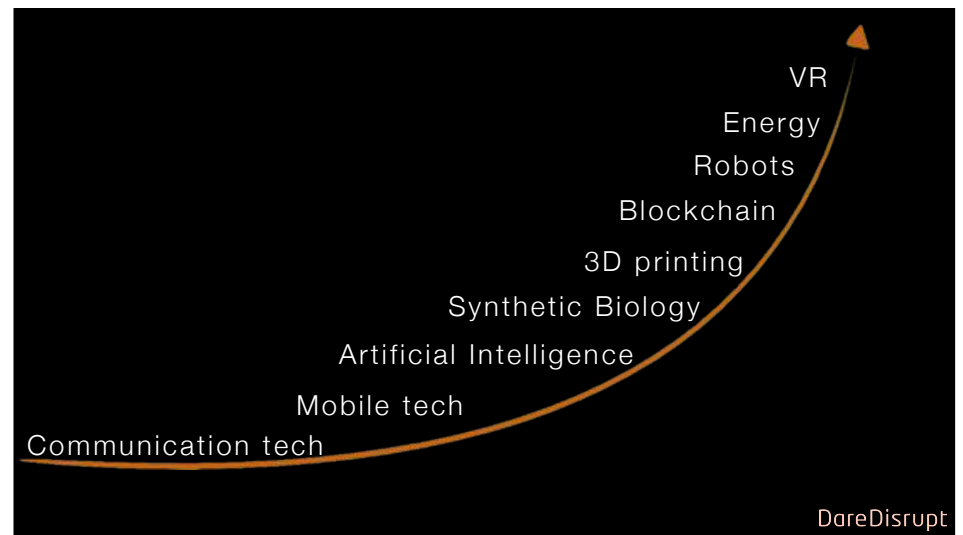 VR
Energy
Robots
Blockchain
3D printing
Synthetic Biology
Artificial Intelligence
Mobile tech
Communication tech
DareDisrupt